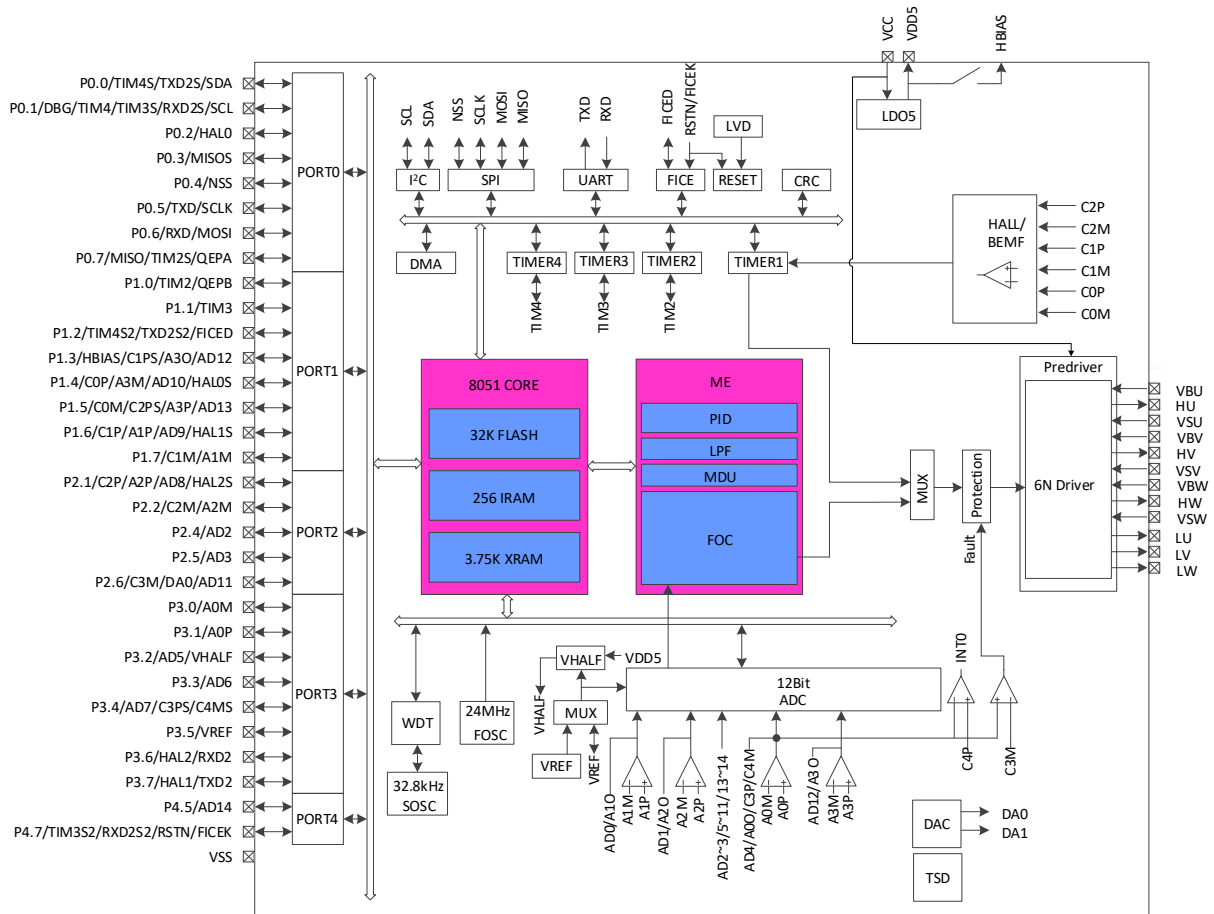 VCC
VDD5
HBIAS
LDO5
P0.0/TIM4S/TXD2S/SDA
P0.1/DBG/TIM4/TIM3S/RXD2S/SCL
P0.2/HAL0
P0.3/MISOS
P0.4/NSS
P0.5/TXD/SCLK
P0.6/RXD/MOSI
P0.7/MISO/TIM2S/QEPA
P1.0/TIM2/QEPB
P1.1/TIM3
P1.2/TIM4S2/TXD2S2/FICED
P1.3/HBIAS/C1PS/A3O/AD12
P1.4/C0P/A3M/AD10/HAL0S
P1.5/C0M/C2PS/A3P/AD13
P1.6/C1P/A1P/AD9/HAL1S
P1.7/C1M/A1M
P2.1/C2P/A2P/AD8/HAL2S
P2.2/C2M/A2M
P2.4/AD2
P2.5/AD3
P2.6/C3M/DA0/AD11
P3.0/A0M
P3.1/A0P
P3.2/AD5/VHALF
P3.3/AD6
P3.4/AD7/C3PS/C4MS
P3.5/VREF
P3.6/HAL2/RXD2
P3.7/HAL1/TXD2
P4.5/AD14
P4.7/TIM3S2/RXD2S2/RSTN/FICEK
VSS
PORT0
PORT1
PORT2
PORT3
PORT4
SCL
SDA
NSS
SCLK
MOSI
MISO
TXD
RXD
FICED
RSTN/FICEK
LVD
I²C
SPI
UART
FICE
RESET
CRC
DMA
TIMER4
TIMER3
TIMER2
TIMER1
TIM4
TIM3
TIM2
HALL/
BEMF
C2P
C2M
C1P
C1M
C0P
C0M
8051 CORE
32K FLASH
256 IRAM
3.75K XRAM
ME
PID
LPF
MDU
FOC
MUX
Protection
Fault
Predriver
6N Driver
VBU
HU
VSU
VBV
HV
VSV
VBW
HW
VSW
LU
LV
LW
WDT
32.8kHz
SOSC
24MHz
FOSC
VHALF
VDD5
VHALF
MUX
VREF
VREF
12Bit
ADC
AD0/A1O
A1M
A1P
AD1/A2O
A2M
A2P
AD2~3/5~11/13~14
AD4/A0O/C3P/C4M
A0M
A0P
AD12/A3O
A3M
A3P
INT0
C4P
C3M
DAC
DA0
DA1
TSD